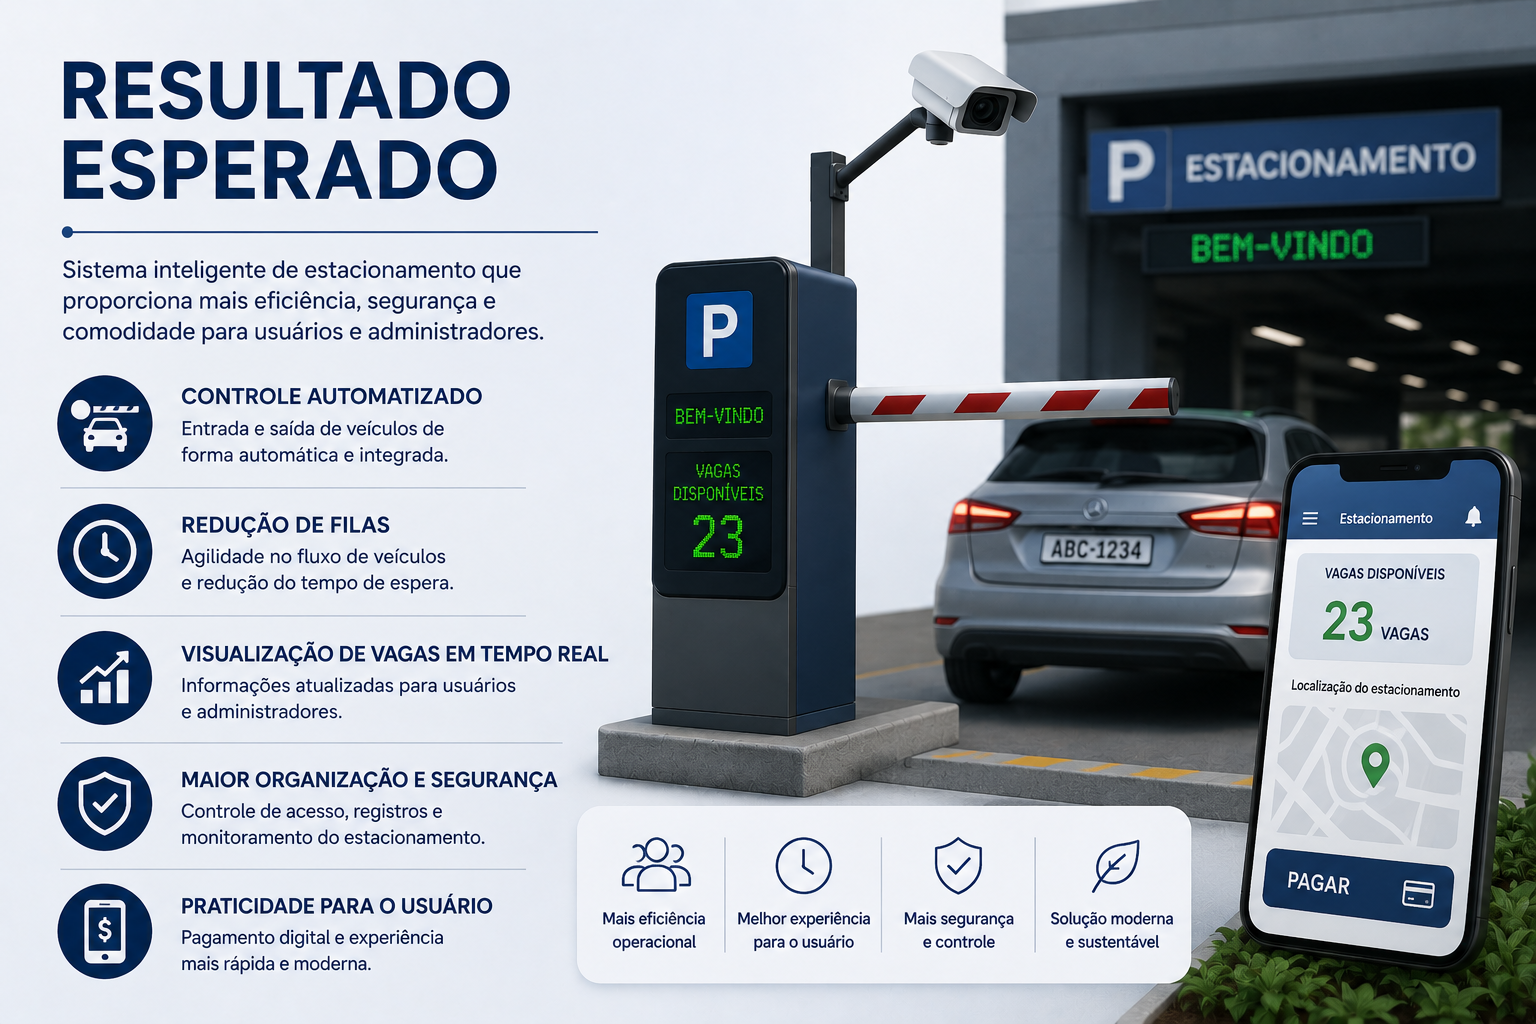 RESULTADO
ESPERADO
Sistema inteligente de estacionamento que
proporciona mais eficiência, segurança e
comodidade para usuários e administradores.
CONTROLE AUTOMATIZADO
Entrada e saída de veículos de
forma automática e integrada.
REDUÇÃO DE FILAS
Agilidade no fluxo de veículos
e redução do tempo de espera.
VISUALIZAÇÃO DE VAGAS EM TEMPO REAL
Informações atualizadas para usuários
e administradores.
MAIOR ORGANIZAÇÃO E SEGURANÇA
Controle de acesso, registros e
monitoramento do estacionamento.
PRATICIDADE PARA O USUÁRIO
$
Pagamento digital e experiência
mais rápida e moderna.
P
BEM-VINDO
VAGAS
DISPONÍVEIS
23
P ESTACIONAMENTO
BEM-VINDO
ABC-1234
Estacionamento
VAGAS DISPONÍVEIS
23 VAGAS
Localização do estacionamento
PAGAR
Mais eficiência
operacional
Melhor experiência
para o usuário
Mais segurança
e controle
Solução moderna
e sustentável